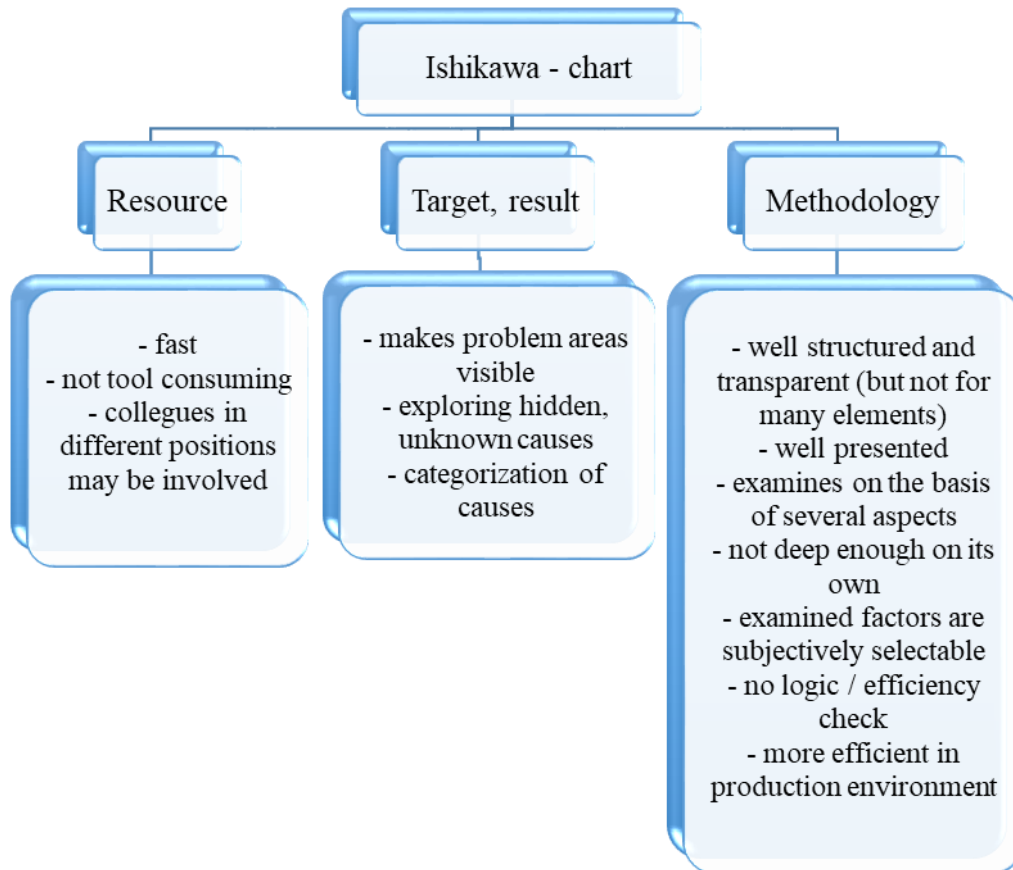 Ishikawa - chart
Resource
Target, result
Methodology
- fast
- not tool consuming
- collegues in
different positions
may be involved
- makes problem areas
visible
- exploring hidden,
unknown causes
- categorization of
causes
- well structured and
transparent (but not for
many elements)
- well presented
- examines on the basis
of several aspects
- not deep enough on its
own
- examined factors are
subjectively selectable
- no logic / efficiency
check
- more efficient in
production environment